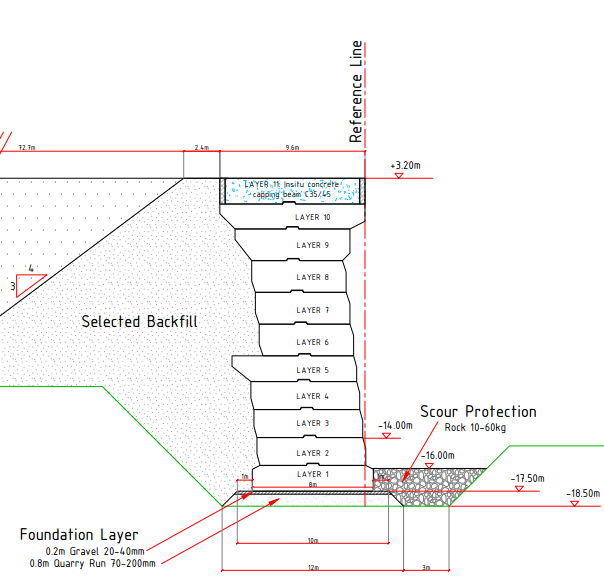 Reference Line
72.7m
2.4m
9.6m
+3.20m
LAYER 11 Insitu concrete
capping beam C35/45
LAYER 10
LAYER 9
4
3
LAYER 8
LAYER 7
Selected Backfill
LAYER 6
LAYER 5
LAYER 4
Scour Protection
Rock 10-60kg
LAYER 3
-14.00m
LAYER 2
-16.00m
LAYER 1
1m
8m
-17.50m
-18.50m
Foundation Layer
0.2m Gravel 20-40mm
0.8m Quarry Run 70-200mm
10m
12m
3m